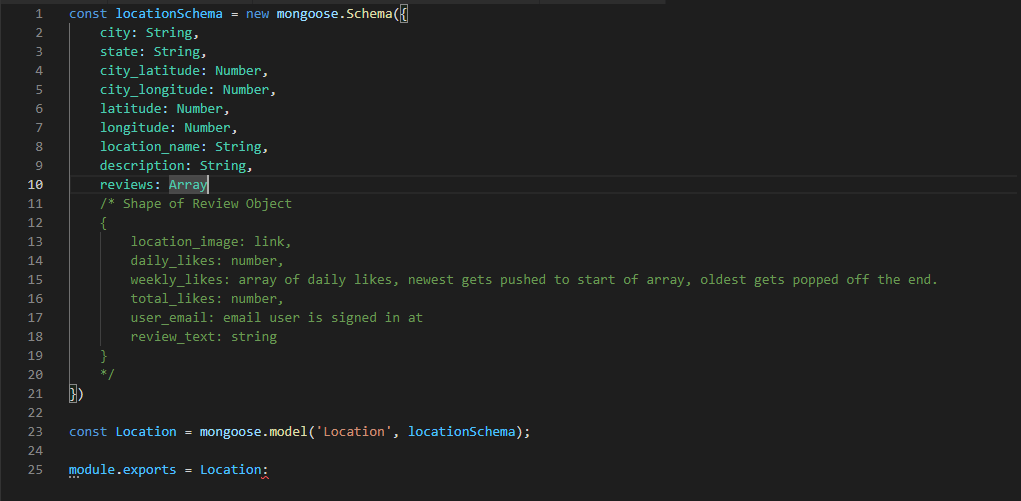 1 const locationSchema = new mongoose.Schema({
2     city: String,
3     state: String,
4     city_latitude: Number,
5     city_longitude: Number,
6     latitude: Number,
7     longitude: Number,
8     location_name: String,
9     description: String,
10     reviews: Array
11     /* Shape of Review Object
12     {
13         location_image: link,
14         daily_likes: number,
15         weekly_likes: array of daily likes, newest gets pushed to start of array, oldest gets popped off the end.
16         total_likes: number,
17         user_email: email user is signed in at
18         review_text: string
19     }
20     */
21 })
22
23 const Location = mongoose.model('Location', locationSchema);
24
25 module.exports = Location: